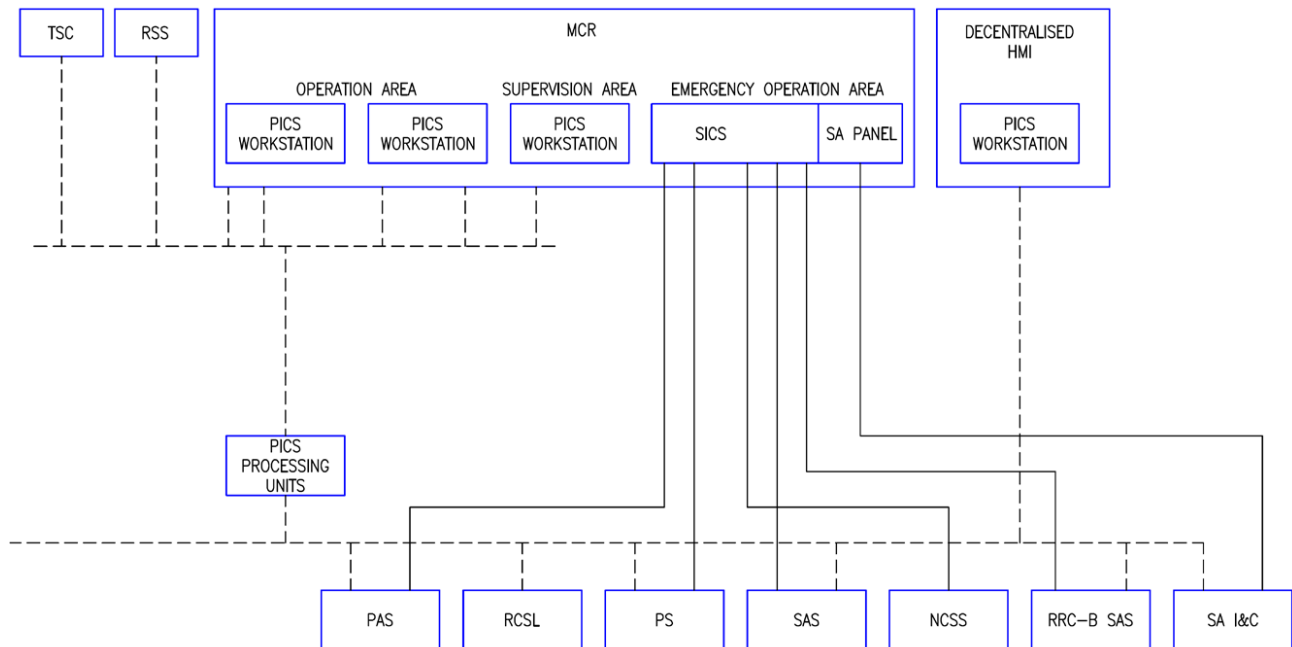 TSC
RSS
MCR
DECENTRALISED
HMI
OPERATION AREA
SUPERVISION AREA
EMERGENCY OPERATION AREA
PICS
WORKSTATION
PICS
WORKSTATION
PICS
WORKSTATION
SICS
SA PANEL
PICS
WORKSTATION
PICS
PROCESSING
UNITS
PAS
RCSL
PS
SAS
NCSS
RRC-B SAS
SA I&C